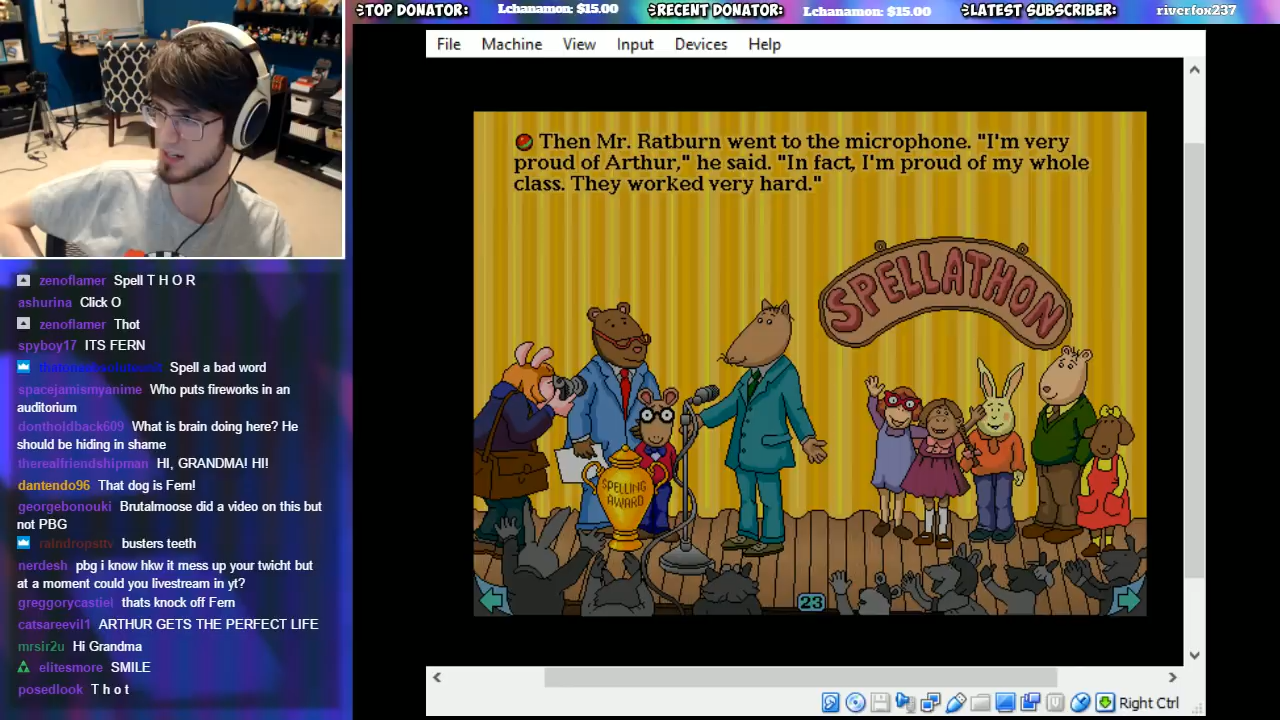 TOP DONATOR: Lchanamon: $15.00 RECENT DONATOR: Lchanamon: $15.00 LATEST SUBSCRIBER: riverfox237
File Machine View Input Devices Help
Then Mr. Ratburn went to the microphone. "I'm very
proud of Arthur," he said. "In fact, I'm proud of my whole
class. They worked very hard."
SPELLATHON
SPELLING
AWARD
23
zenoflamer Spell T H O R
ashurina Click O
zenoflamer Thot
spyboy17 ITS FERN
Spell a bad word
spacejamismyanime Who puts fireworks in an
auditorium
dontholdback609 What is brain doing here? He
should be hiding in shame
therealfriendshipman HI, GRANDMA! HI!
dantendo96 That dog is Fern!
georgebonouki Brutalmoose did a video on this but
not PBG
raindropsttv busters teeth
nerdesh pbg i know hkw it mess up your twicht but
at a moment could you livestream in yt?
greggorycastiel thats knock off Fern
catsareevil1 ARTHUR GETS THE PERFECT LIFE
mrsir2u Hi Grandma
elitesmore SMILE
posedlook T h o t
Right Ctrl